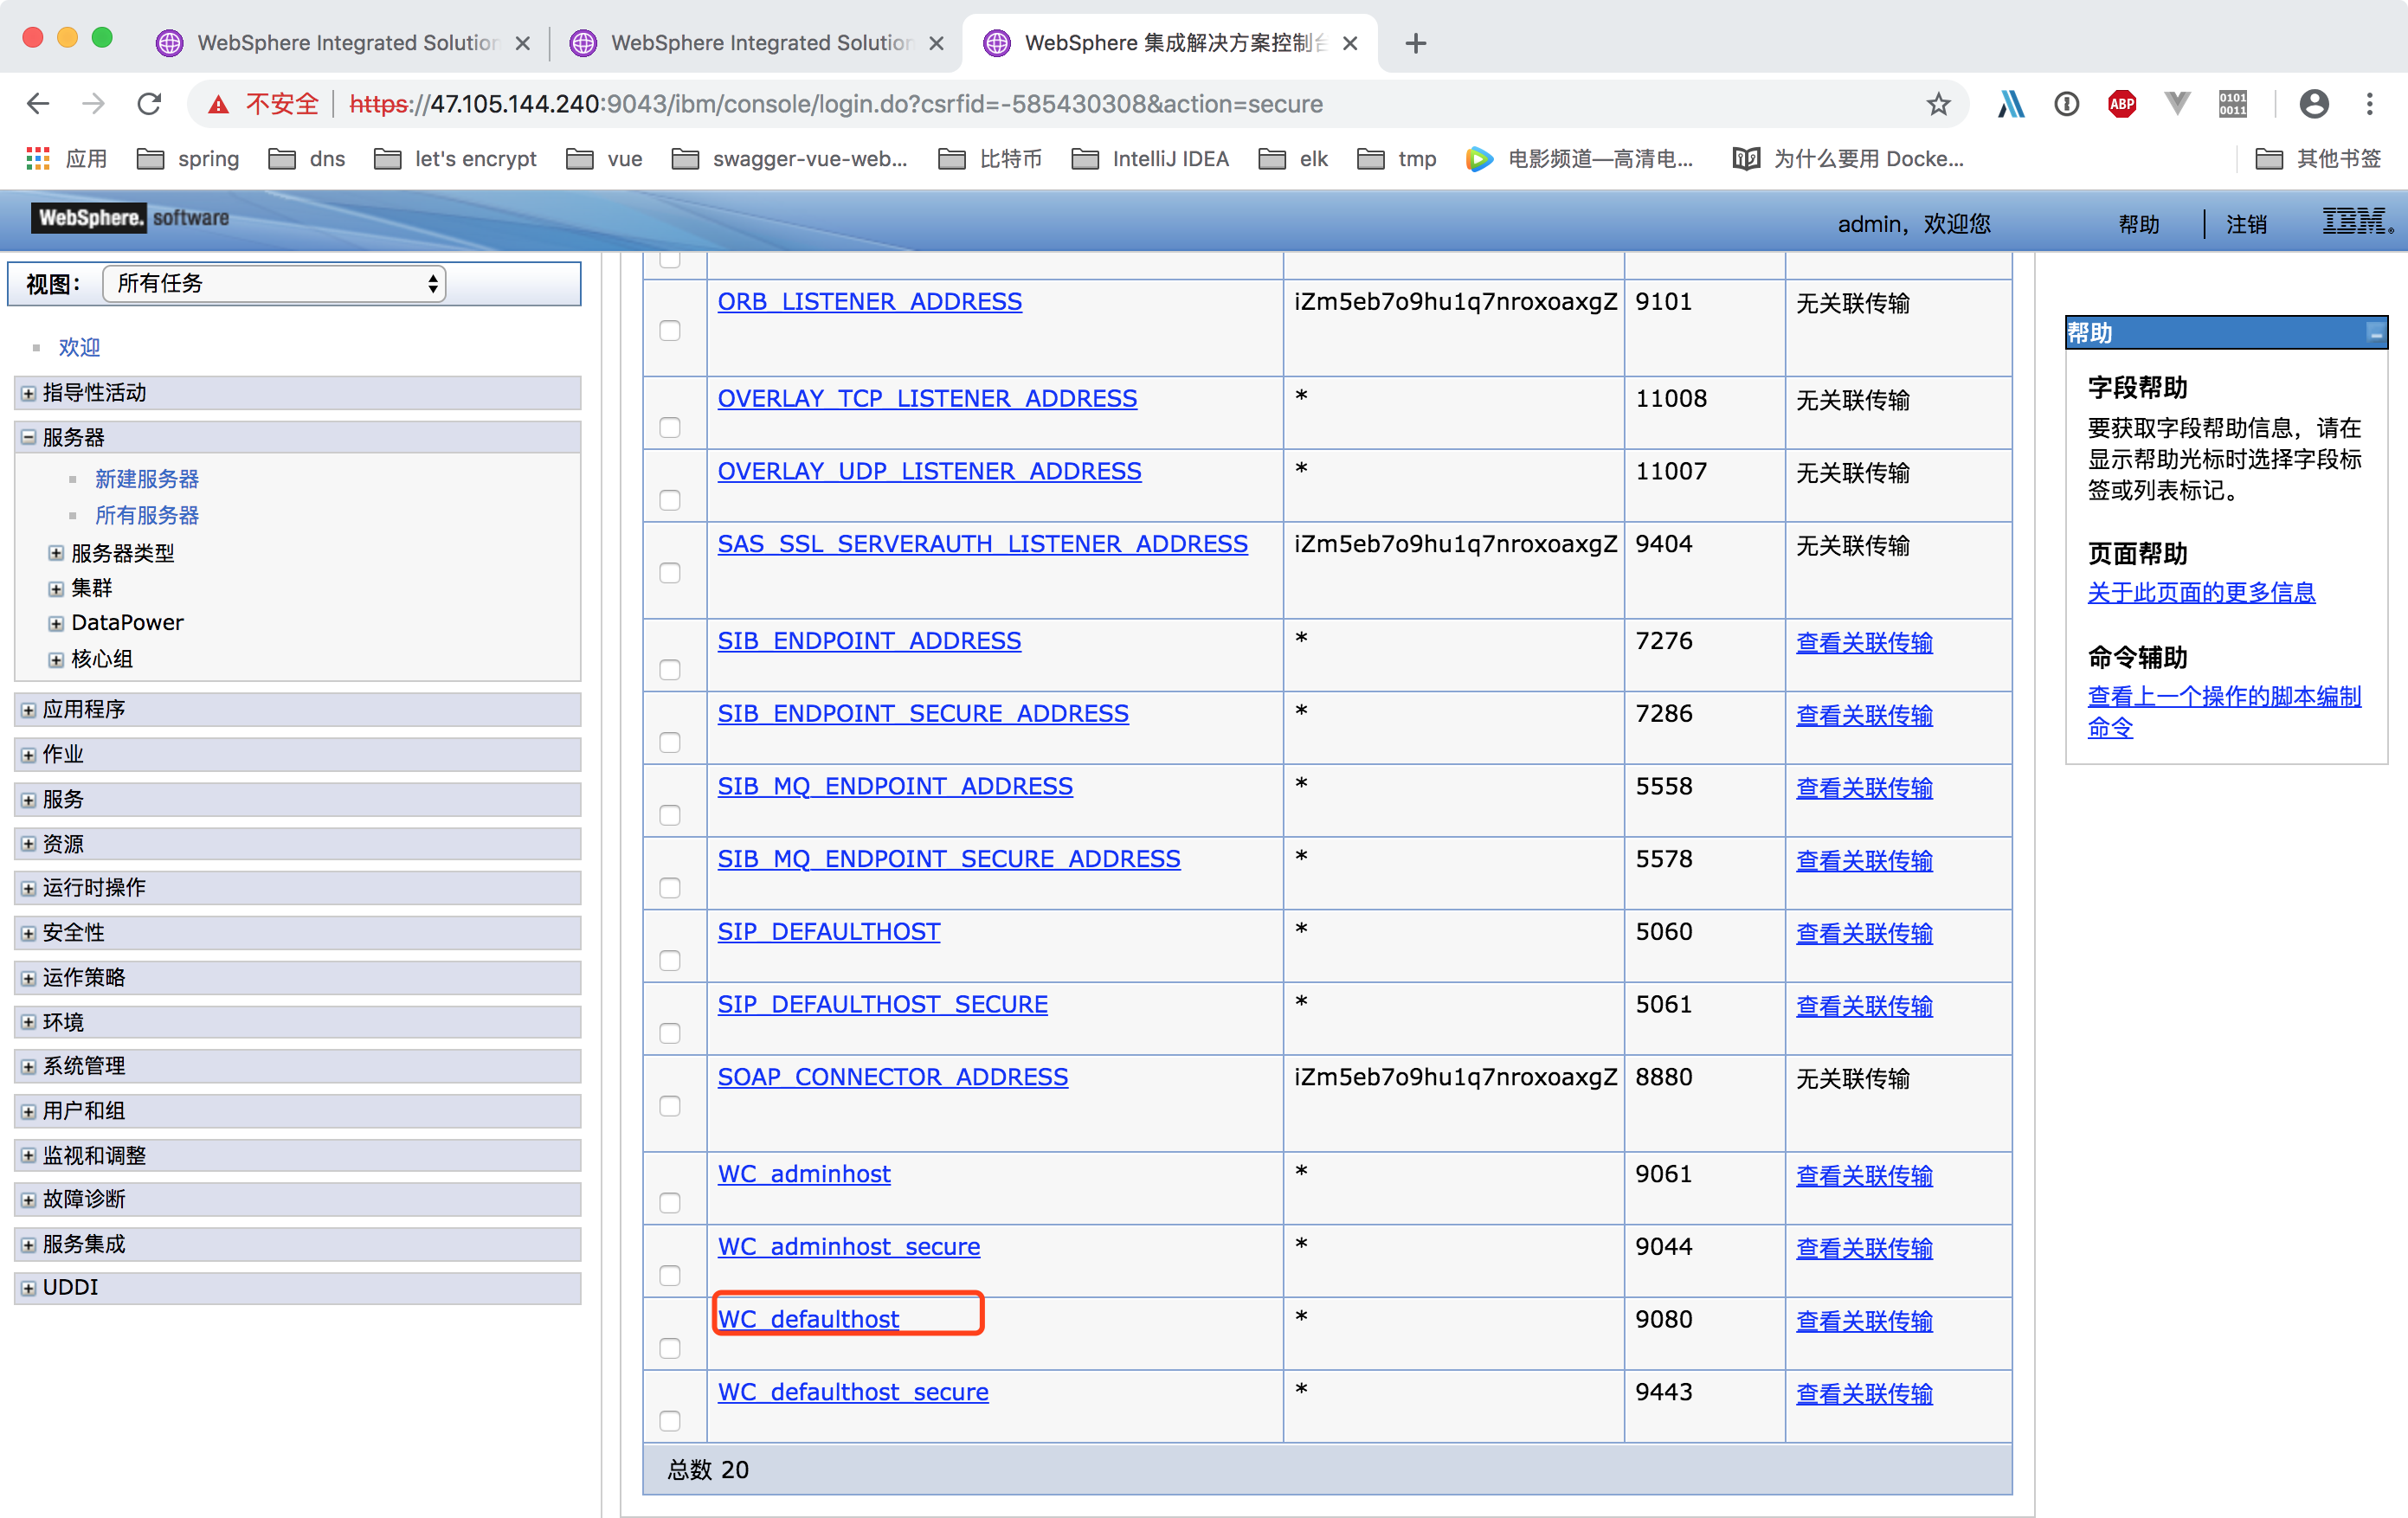 WebSphere Integrated Solution
WebSphere Integrated Solution
WebSphere 集成解决方案控制台
不安全 https://47.105.144.240:9043/ibm/console/login.do?csrfid=-585430308&action=secure
ABP
0101
0011
应用 spring dns let's encrypt vue swagger-vue-web... 比特币 IntelliJ IDEA elk tmp 电影频道—高清电... 为什么要用 Docke... 其他书签
WebSphere. software
admin，欢迎您 帮助 注销 IBM.
视图： 所有任务
欢迎
指导性活动
服务器
新建服务器
所有服务器
服务器类型
集群
DataPower
核心组
应用程序
作业
服务
资源
运行时操作
安全性
运作策略
环境
系统管理
用户和组
监视和调整
故障诊断
服务集成
UDDI
ORB_LISTENER_ADDRESS iZm5eb7o9hu1q7nroxoaxgZ 9101 无关联传输
OVERLAY_TCP_LISTENER_ADDRESS * 11008 无关联传输
OVERLAY_UDP_LISTENER_ADDRESS * 11007 无关联传输
SAS_SSL_SERVERAUTH_LISTENER_ADDRESS iZm5eb7o9hu1q7nroxoaxgZ 9404 无关联传输
SIB_ENDPOINT_ADDRESS * 7276 查看关联传输
SIB_ENDPOINT_SECURE_ADDRESS * 7286 查看关联传输
SIB_MQ_ENDPOINT_ADDRESS * 5558 查看关联传输
SIB_MQ_ENDPOINT_SECURE_ADDRESS * 5578 查看关联传输
SIP_DEFAULTHOST * 5060 查看关联传输
SIP_DEFAULTHOST_SECURE * 5061 查看关联传输
SOAP_CONNECTOR_ADDRESS iZm5eb7o9hu1q7nroxoaxgZ 8880 无关联传输
WC_adminhost * 9061 查看关联传输
WC_adminhost_secure * 9044 查看关联传输
WC_defaulthost * 9080 查看关联传输
WC_defaulthost_secure * 9443 查看关联传输
总数 20
帮助
字段帮助
要获取字段帮助信息，请在
显示帮助光标时选择字段标
签或列表标记。
页面帮助
关于此页面的更多信息
命令辅助
查看上一个操作的脚本编制
命令